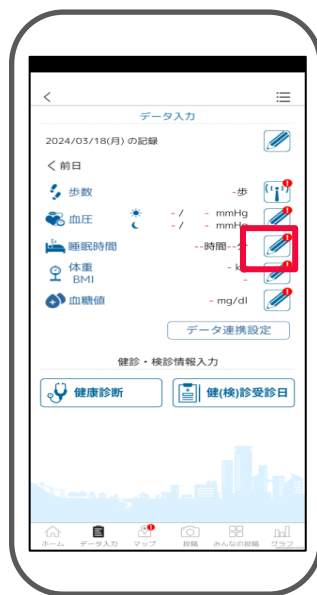 データ入力
2024/03/18(月) の記録
< 前日
歩数 -歩
血圧 - / - mmHg
- / - mmHg
睡眠時間 --時間--分
体重 - k
BMI -
血糖値 - mg/dl
データ連携設定
健診・検診情報入力
健康診断 健(検)診受診日
ホーム データ入力 マップ 投稿 みんなの投稿 グラフ